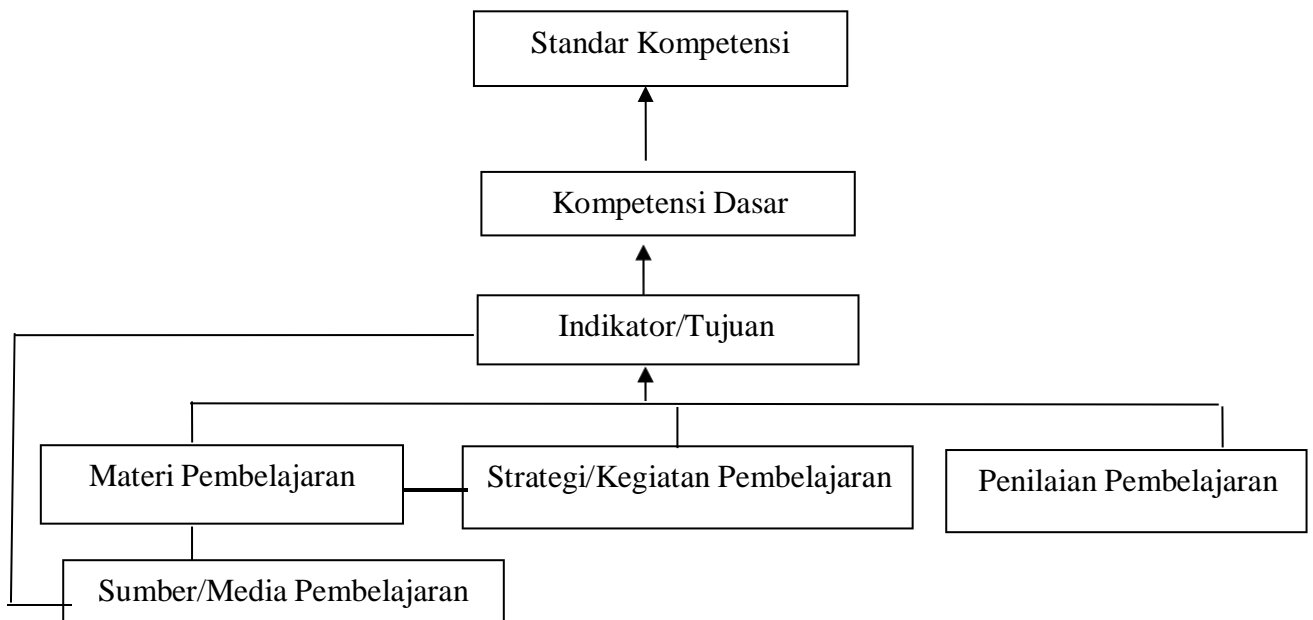 Standar Kompetensi
Kompetensi Dasar
Indikator/Tujuan
Materi Pembelajaran
Strategi/Kegiatan Pembelajaran
Penilaian Pembelajaran
Sumber/Media Pembelajaran